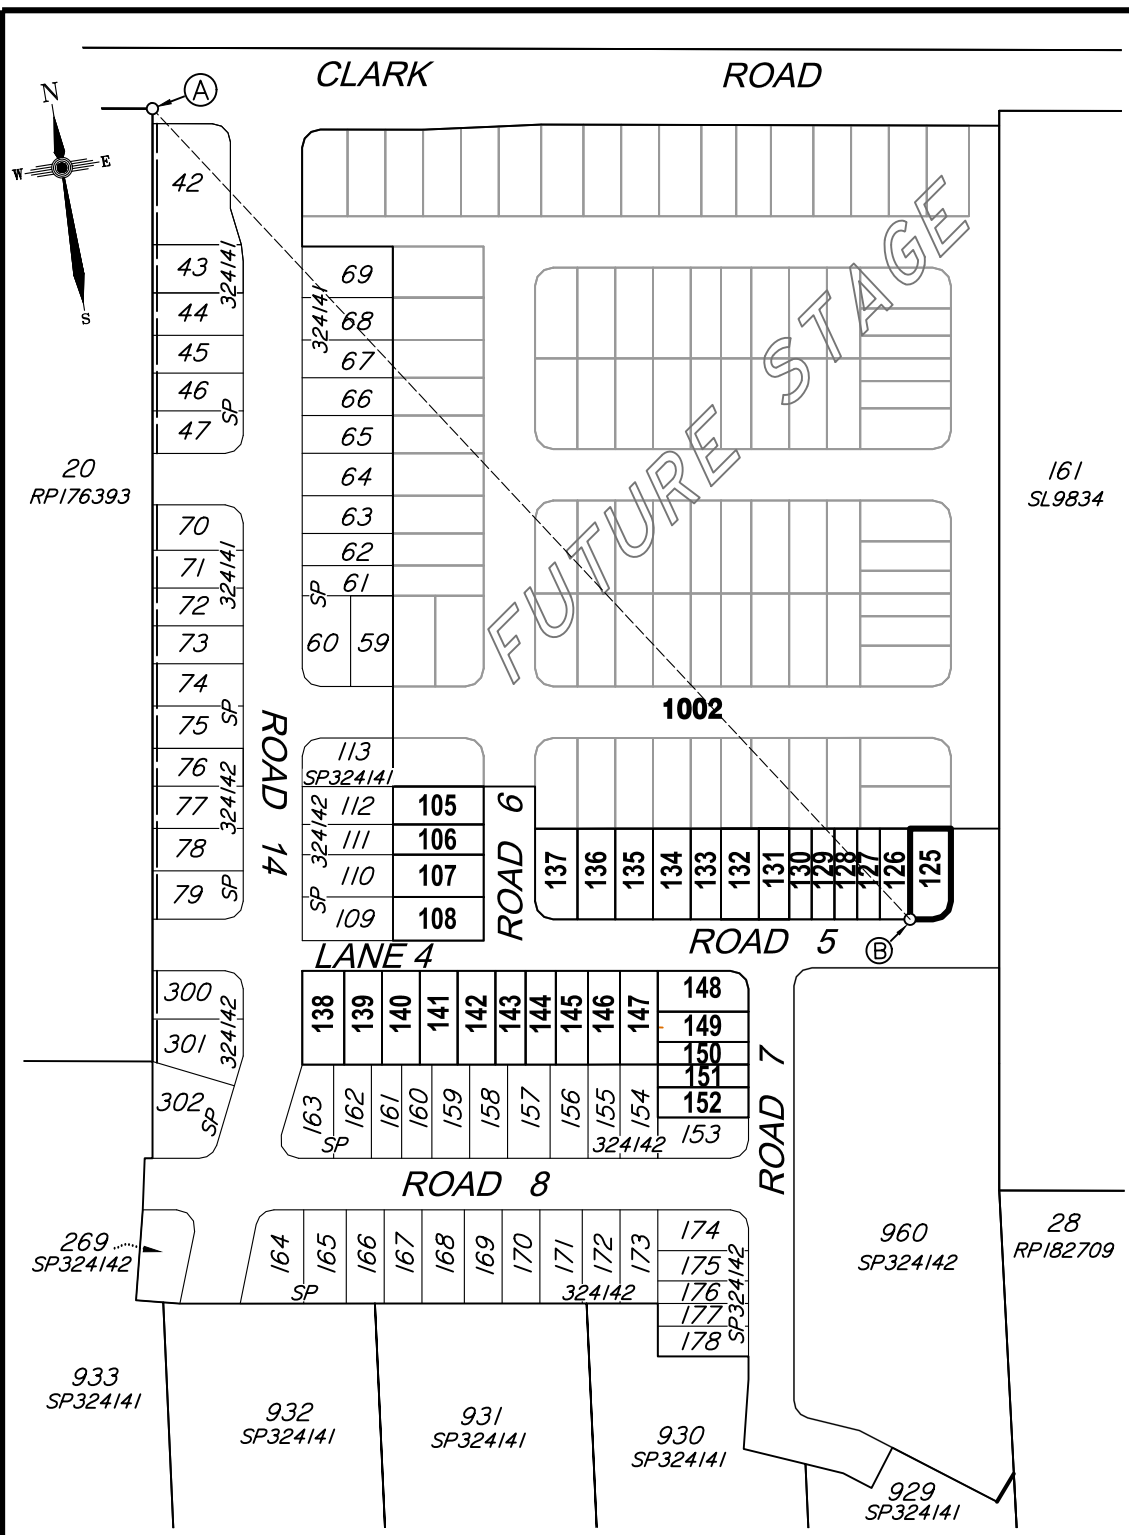 CLARK ROAD
A
N
W E
S
42
43
44
45
46
47
SP 324141
69
68
67
66
65
64
63
62
61
60 59
SP 324141
20
RP176393
161
SL9834
FUTURE STAGE
70
71
72
73
74
75
76
77
78
79
SP 324141
SP 324142
ROAD 14
1002
113
SP324141
112
111
110
109
SP 324142
105
106
107
108
ROAD 6
137 136 135 134 133 132 131 130 129 128 127 126 125
ROAD 5
B
LANE 4
300
301
302
SP 324142
138 139 140 141 142 143 144 145 146 147
148
149
150
151
152
153
163 162 161 160 159 158 157 156 155 154
SP 324142
ROAD 7
ROAD 8
269
SP324142
164 165 166 167 168 169 170 171 172 173
SP 324142
174
175
176
177
178
SP324142
960
SP324142
28
RP182709
933
SP324141
932
SP324141
931
SP324141
930
SP324141
929
SP324141